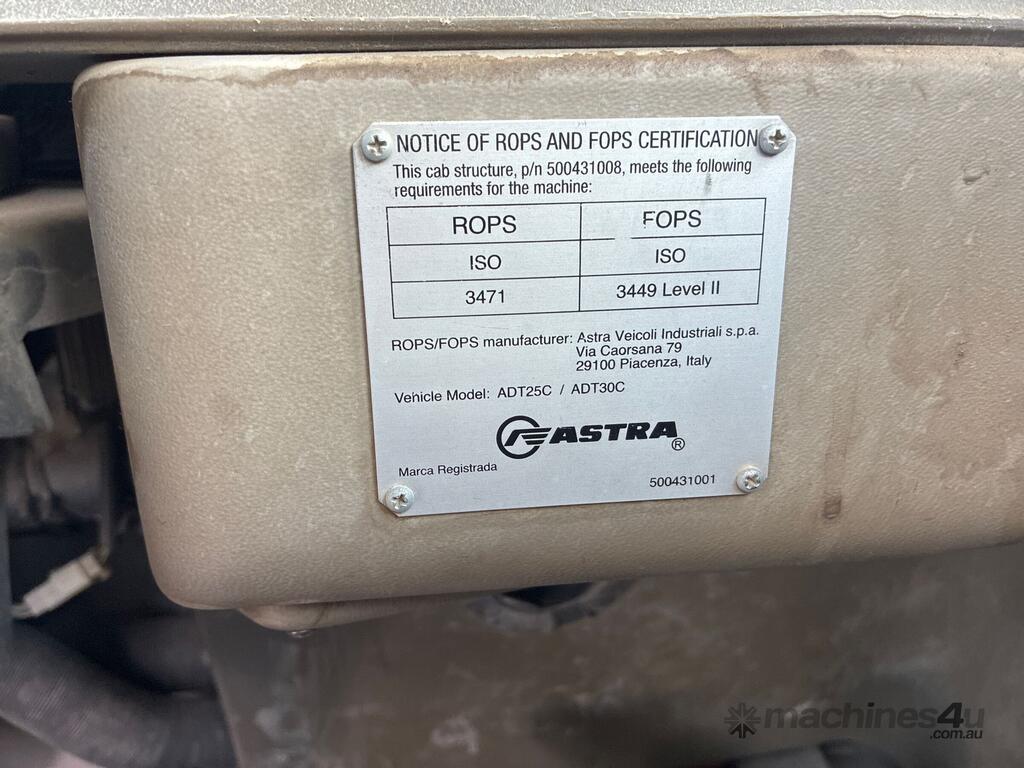 NOTICE OF ROPS AND FOPS CERTIFICATION
This cab structure, p/n 500431008, meets the following
requirements for the machine:
ROPS FOPS
ISO ISO
3471 3449 Level II
ROPS/FOPS manufacturer: Astra Veicoli Industriali s.p.a.
Via Caorsana 79
29100 Piacenza, Italy
Vehicle Model: ADT25C / ADT30C
ASTRA ®
Marca Registrada
500431001
machines4u
.com.au